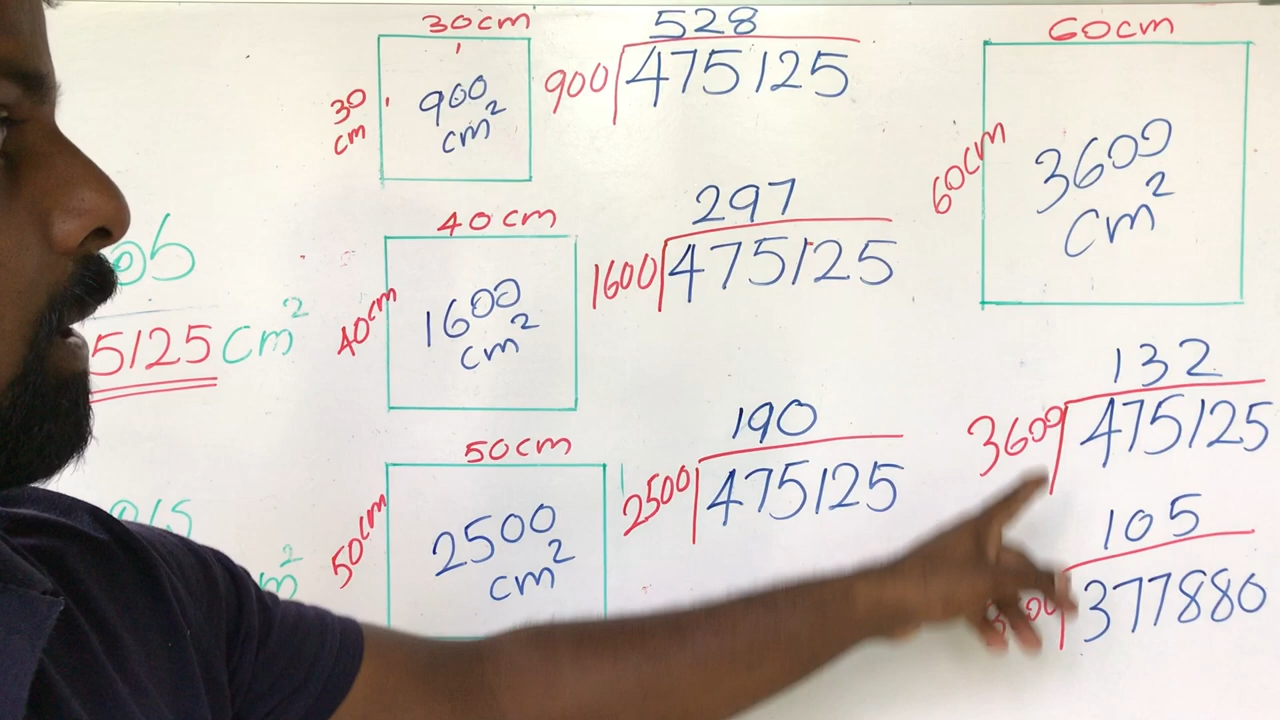 30cm
30
cm
900
cm²
528
900 475125
40cm
40cm
1600
cm²
297
1600 475125
50cm
50cm
2500
cm²
190
2500 475125
60cm
60cm
3600
cm²
132
3600 475125
105
377880
5125 cm²